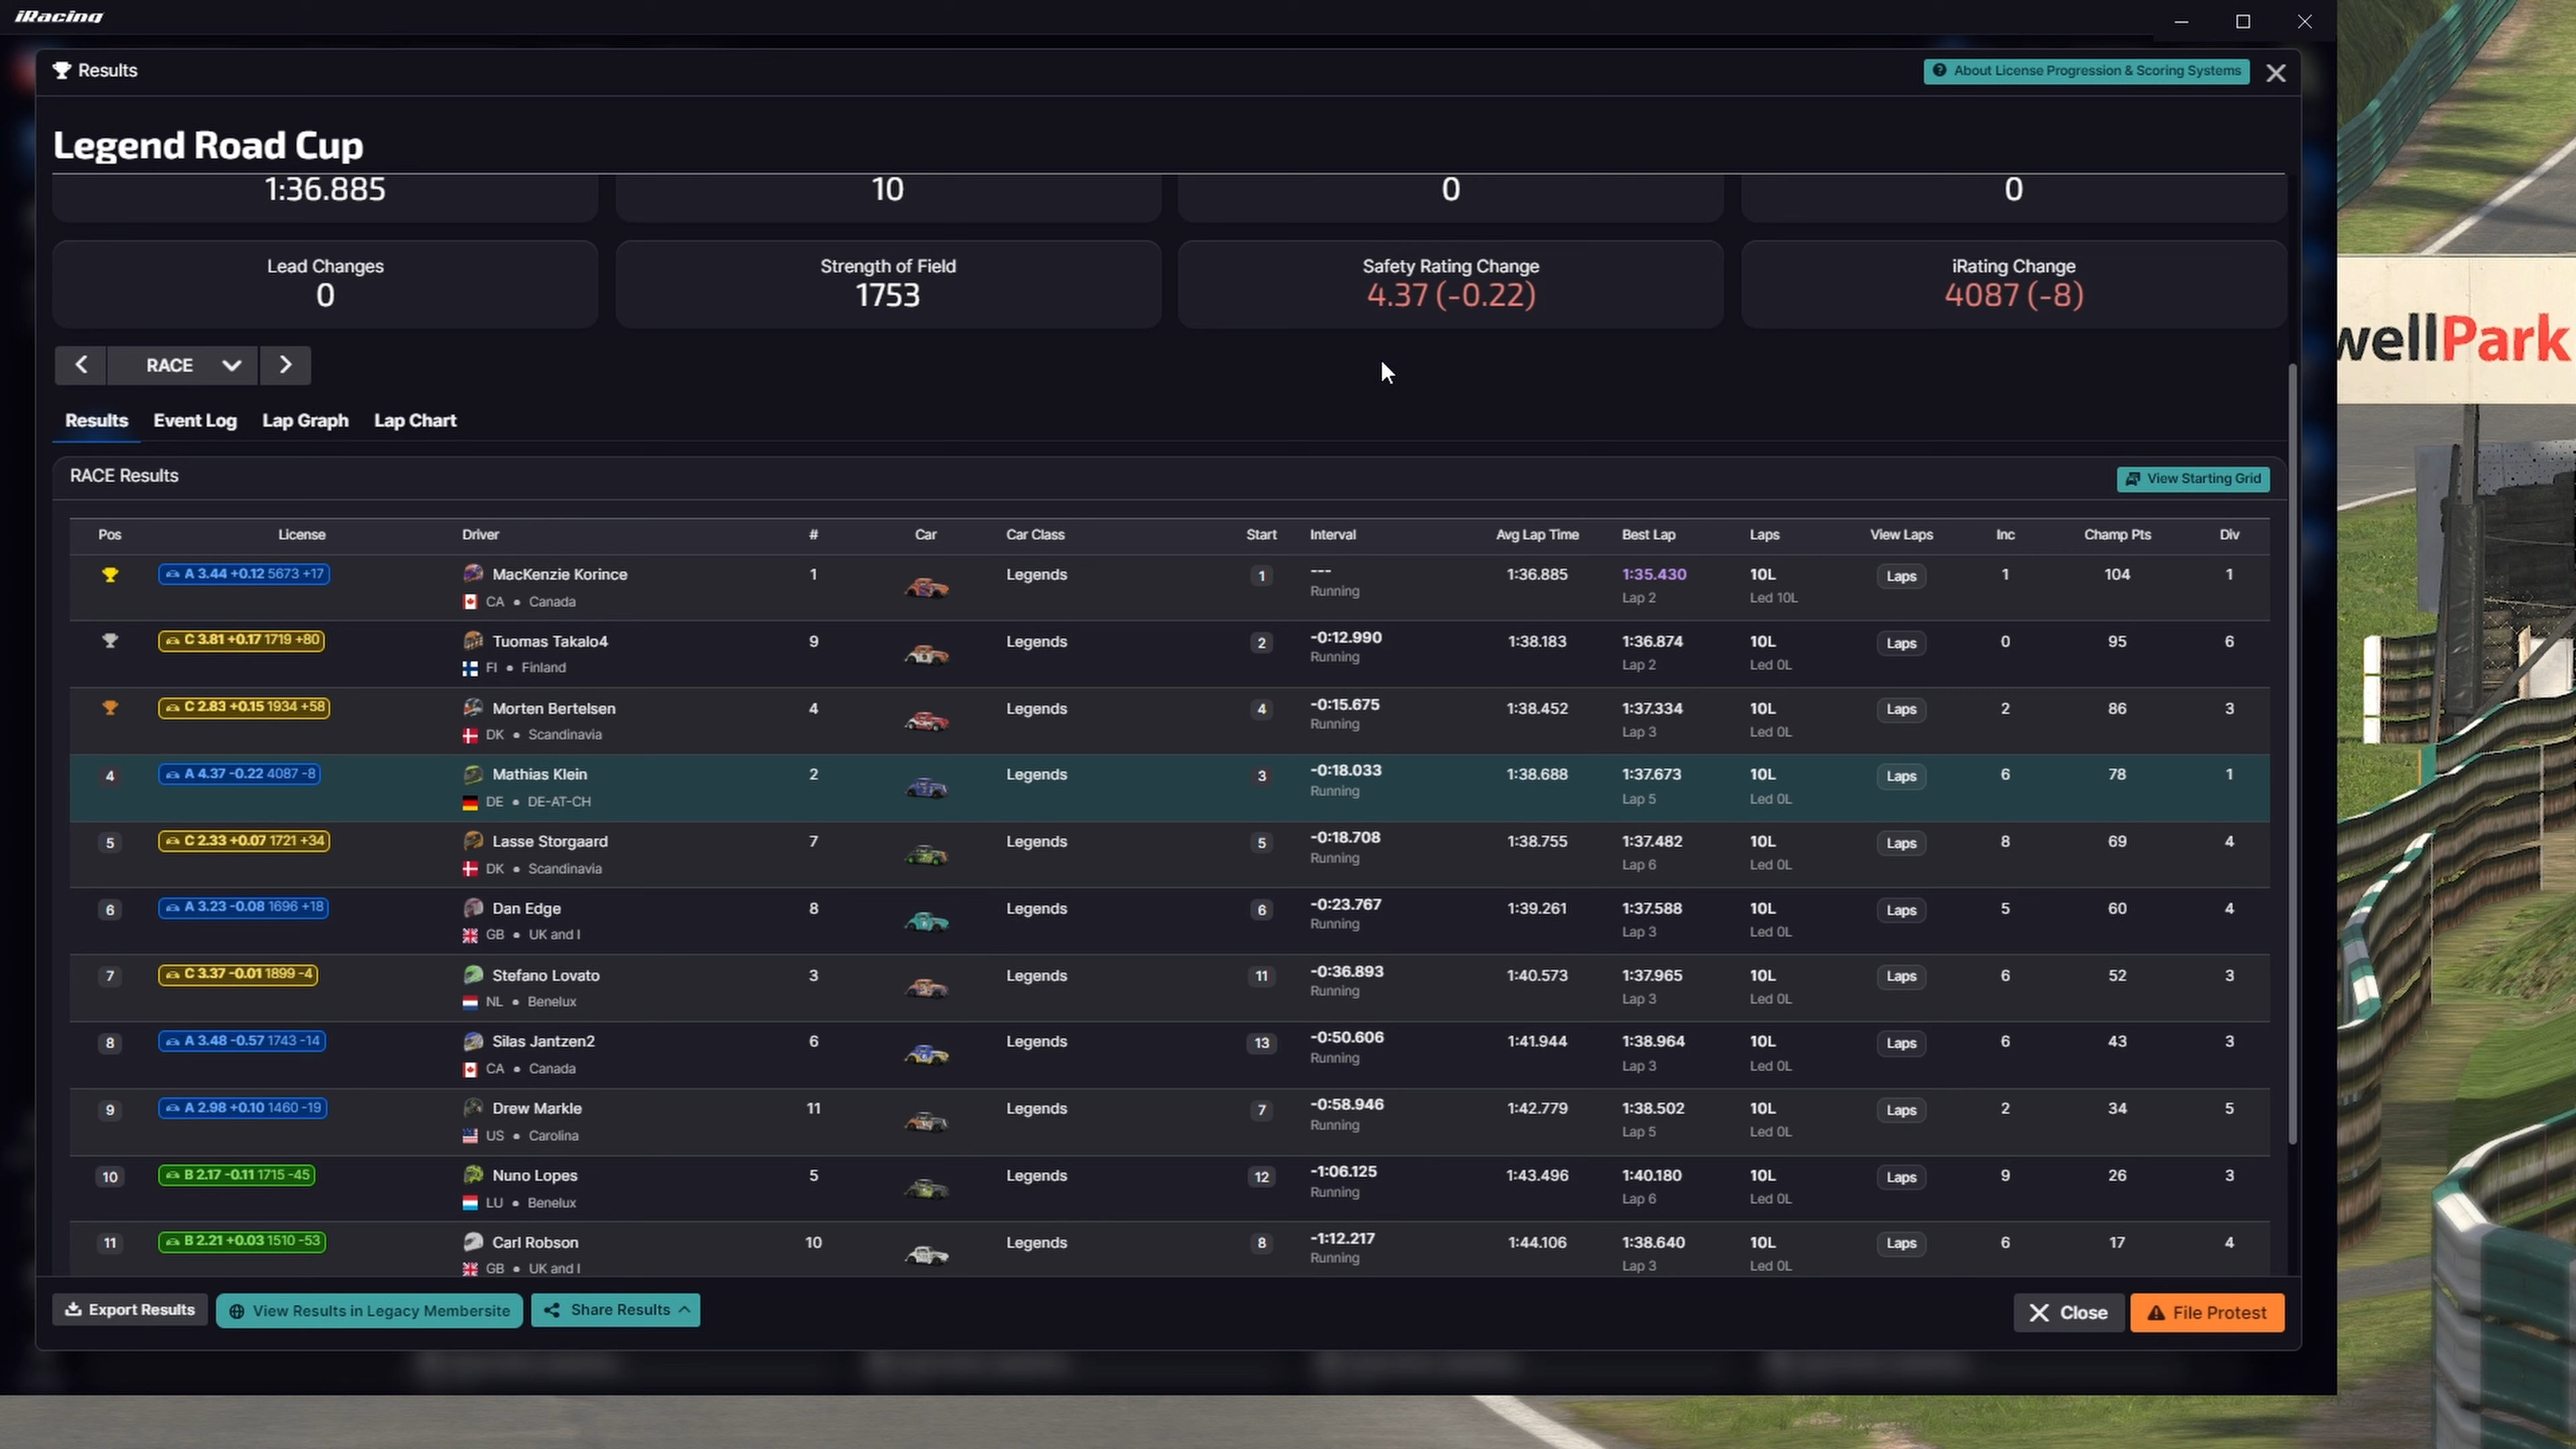 iRacing
Results
About License Progression & Scoring Systems
Legend Road Cup
1:36.885 10 0 0
Lead Changes Strength of Field Safety Rating Change iRating Change
0 1753 4.37 (-0.22) 4087 (-8)
RACE
Results Event Log Lap Graph Lap Chart
RACE Results View Starting Grid
Pos License Driver # Car Car Class Start Interval Avg Lap Time Best Lap Laps View Laps Inc Champ Pts Div
A 3.44 +0.12 5673 +17 MacKenzie Korince 1 Legends 1 --- 1:36.885 1:35.430 10L Laps 1 104 1
CA • Canada Running Lap 2 Led 10L
C 3.81 +0.17 1719 +80 Tuomas Takalo4 9 Legends 2 -0:12.990 1:38.183 1:36.874 10L Laps 0 95 6
FI • Finland Running Lap 2 Led 0L
C 2.83 +0.15 1934 +58 Morten Bertelsen 4 Legends 4 -0:15.675 1:38.452 1:37.334 10L Laps 2 86 3
DK • Scandinavia Running Lap 3 Led 0L
4 A 4.37 -0.22 4087 -8 Mathias Klein 2 Legends 3 -0:18.033 1:38.688 1:37.673 10L Laps 6 78 1
DE • DE-AT-CH Running Lap 5 Led 0L
5 C 2.33 +0.07 1721 +34 Lasse Storgaard 7 Legends 5 -0:18.708 1:38.755 1:37.482 10L Laps 8 69 4
DK • Scandinavia Running Lap 6 Led 0L
6 A 3.23 -0.08 1696 +18 Dan Edge 8 Legends 6 -0:23.767 1:39.261 1:37.588 10L Laps 5 60 4
GB • UK and I Running Lap 3 Led 0L
7 C 3.37 -0.01 1899 -4 Stefano Lovato 3 Legends 11 -0:36.893 1:40.573 1:37.965 10L Laps 6 52 3
NL • Benelux Running Lap 3 Led 0L
8 A 3.48 -0.57 1743 -14 Silas Jantzen2 6 Legends 13 -0:50.606 1:41.944 1:38.964 10L Laps 6 43 3
CA • Canada Running Lap 3 Led 0L
9 A 2.98 +0.10 1460 -19 Drew Markle 11 Legends 7 -0:58.946 1:42.779 1:38.502 10L Laps 2 34 5
US • Carolina Running Lap 5 Led 0L
10 B 2.17 -0.11 1715 -45 Nuno Lopes 5 Legends 12 -1:06.125 1:43.496 1:40.180 10L Laps 9 26 3
LU • Benelux Running Lap 6 Led 0L
11 B 2.21 +0.03 1510 -53 Carl Robson 10 Legends 8 -1:12.217 1:44.106 1:38.640 10L Laps 6 17 4
GB • UK and I Running Lap 3 Led 0L
Export Results View Results in Legacy Membersite Share Results Close File Protest
wellPark